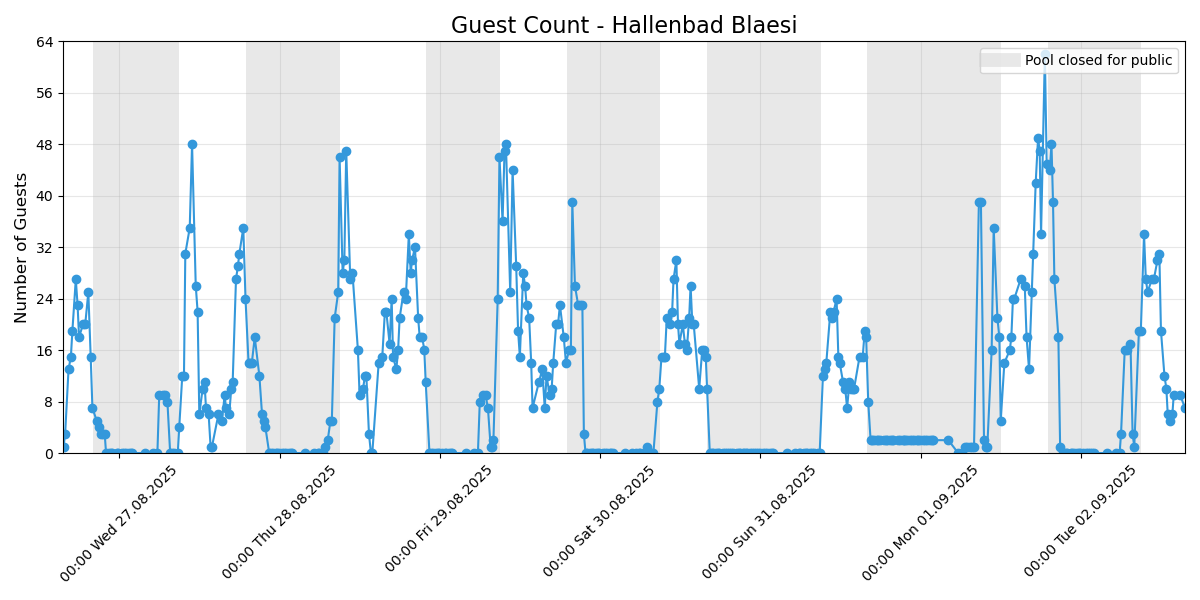 Guest Count - Hallenbad Blaesi
Pool closed for public
Number of Guests
64
56
48
40
32
24
16
8
0
00:00 Wed 27.08.2025
00:00 Thu 28.08.2025
00:00 Fri 29.08.2025
00:00 Sat 30.08.2025
00:00 Sun 31.08.2025
00:00 Mon 01.09.2025
00:00 Tue 02.09.2025